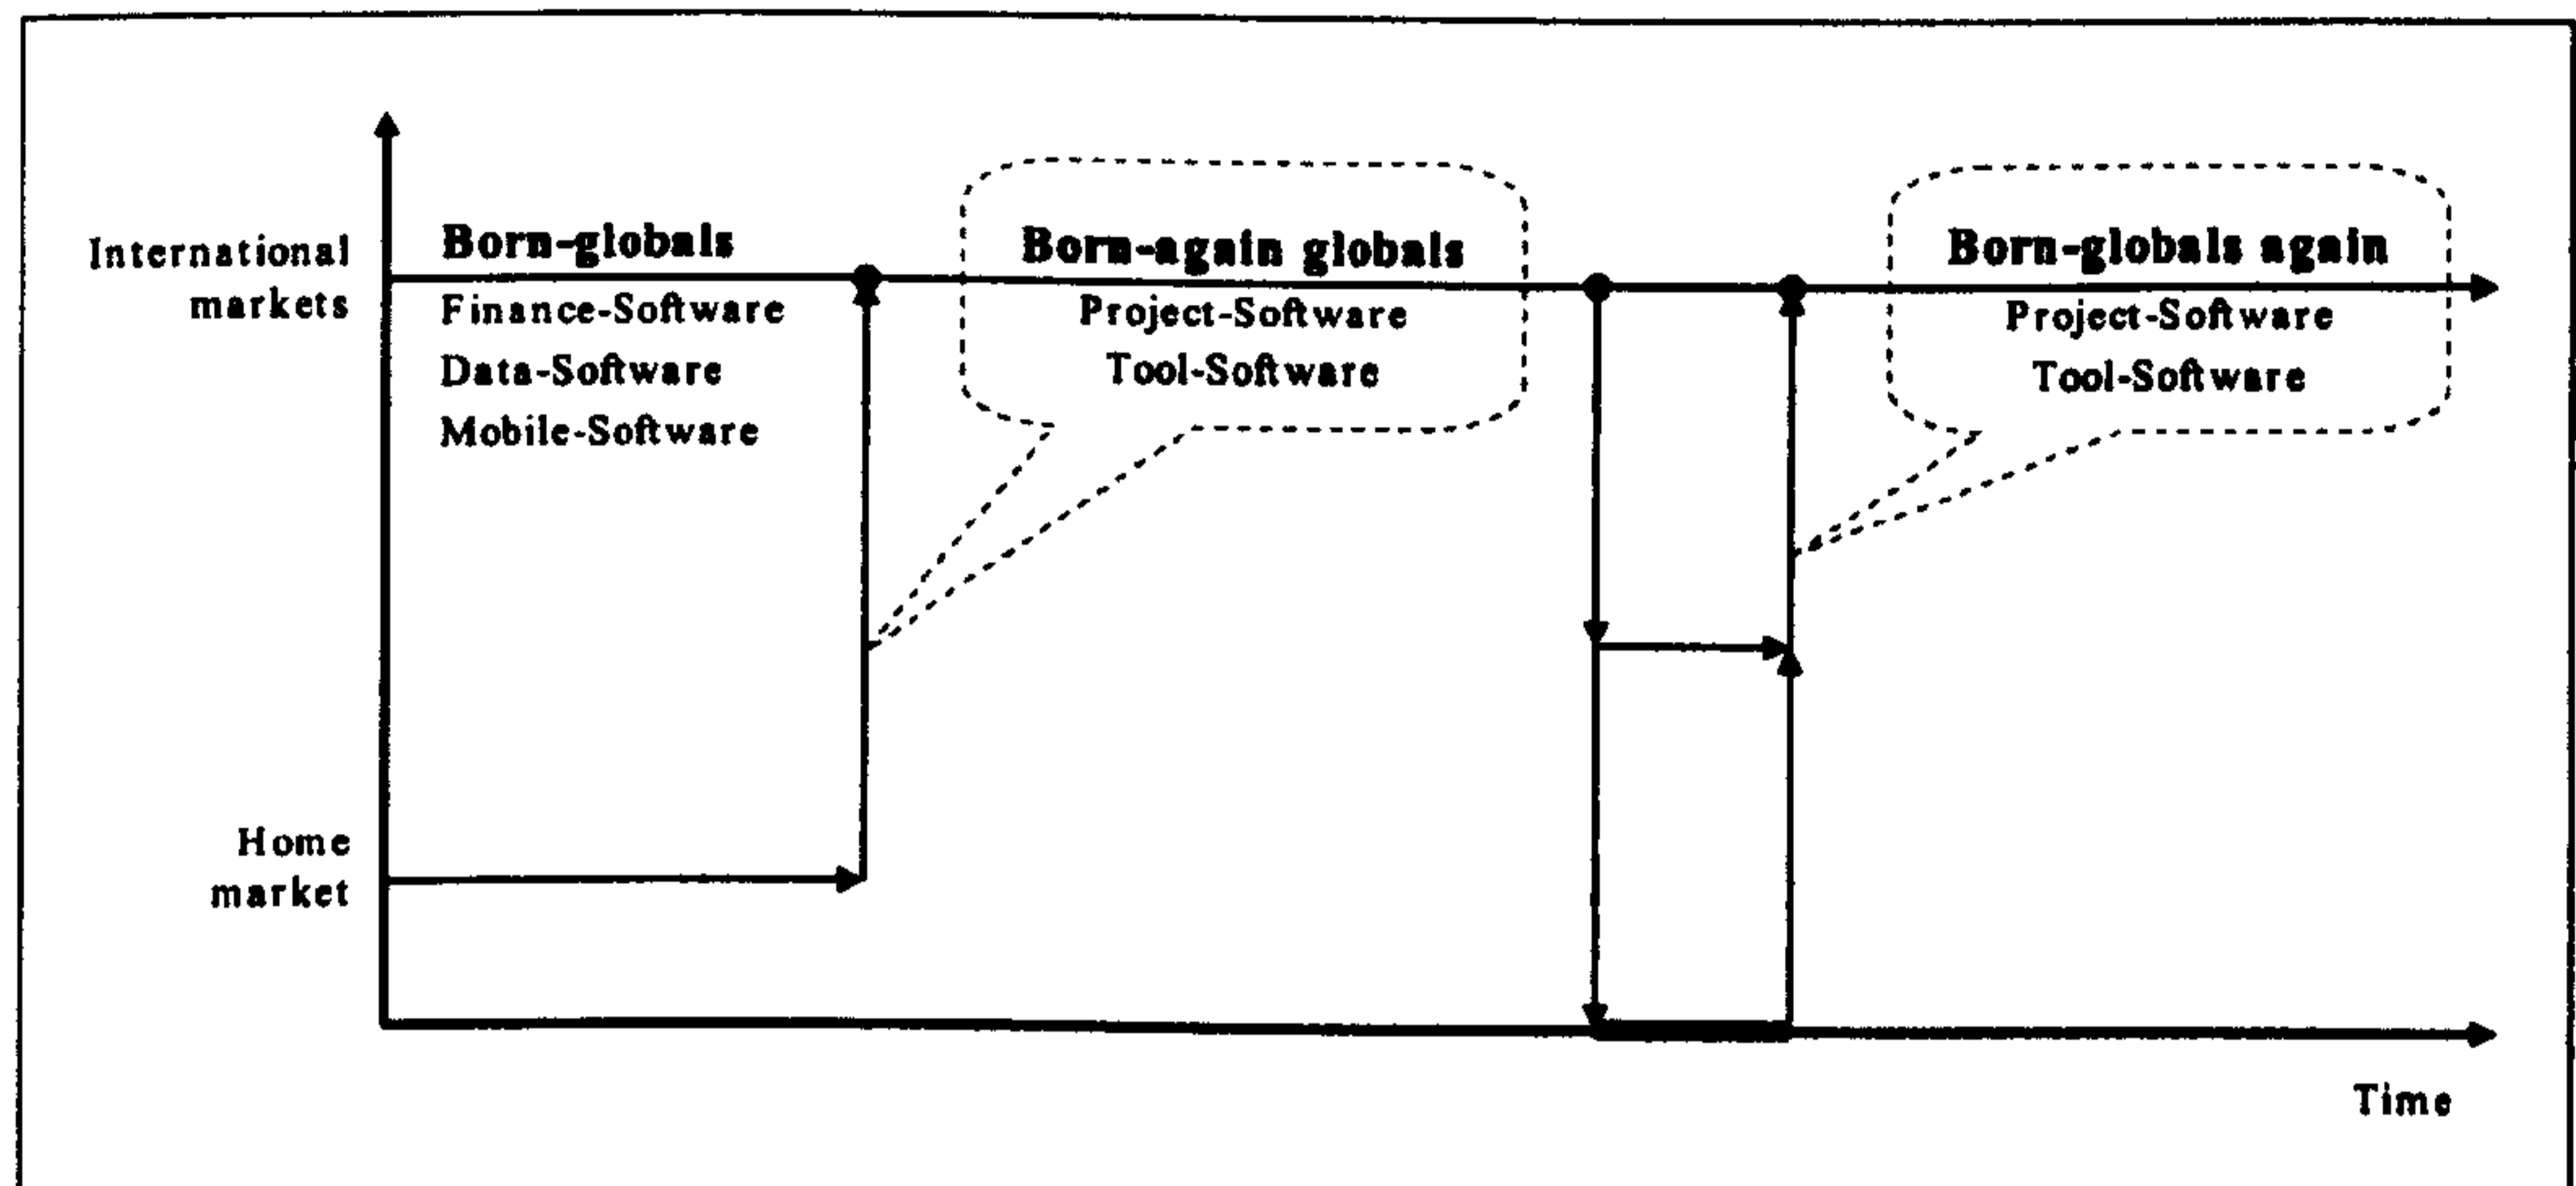 International
markets
Born-globals
Finance-Software
Data-Software
Mobile-Software
Born-again globals
Project-Software
Tool-Software
Born-globals again
Project-Software
Tool-Software
Home
market
Time